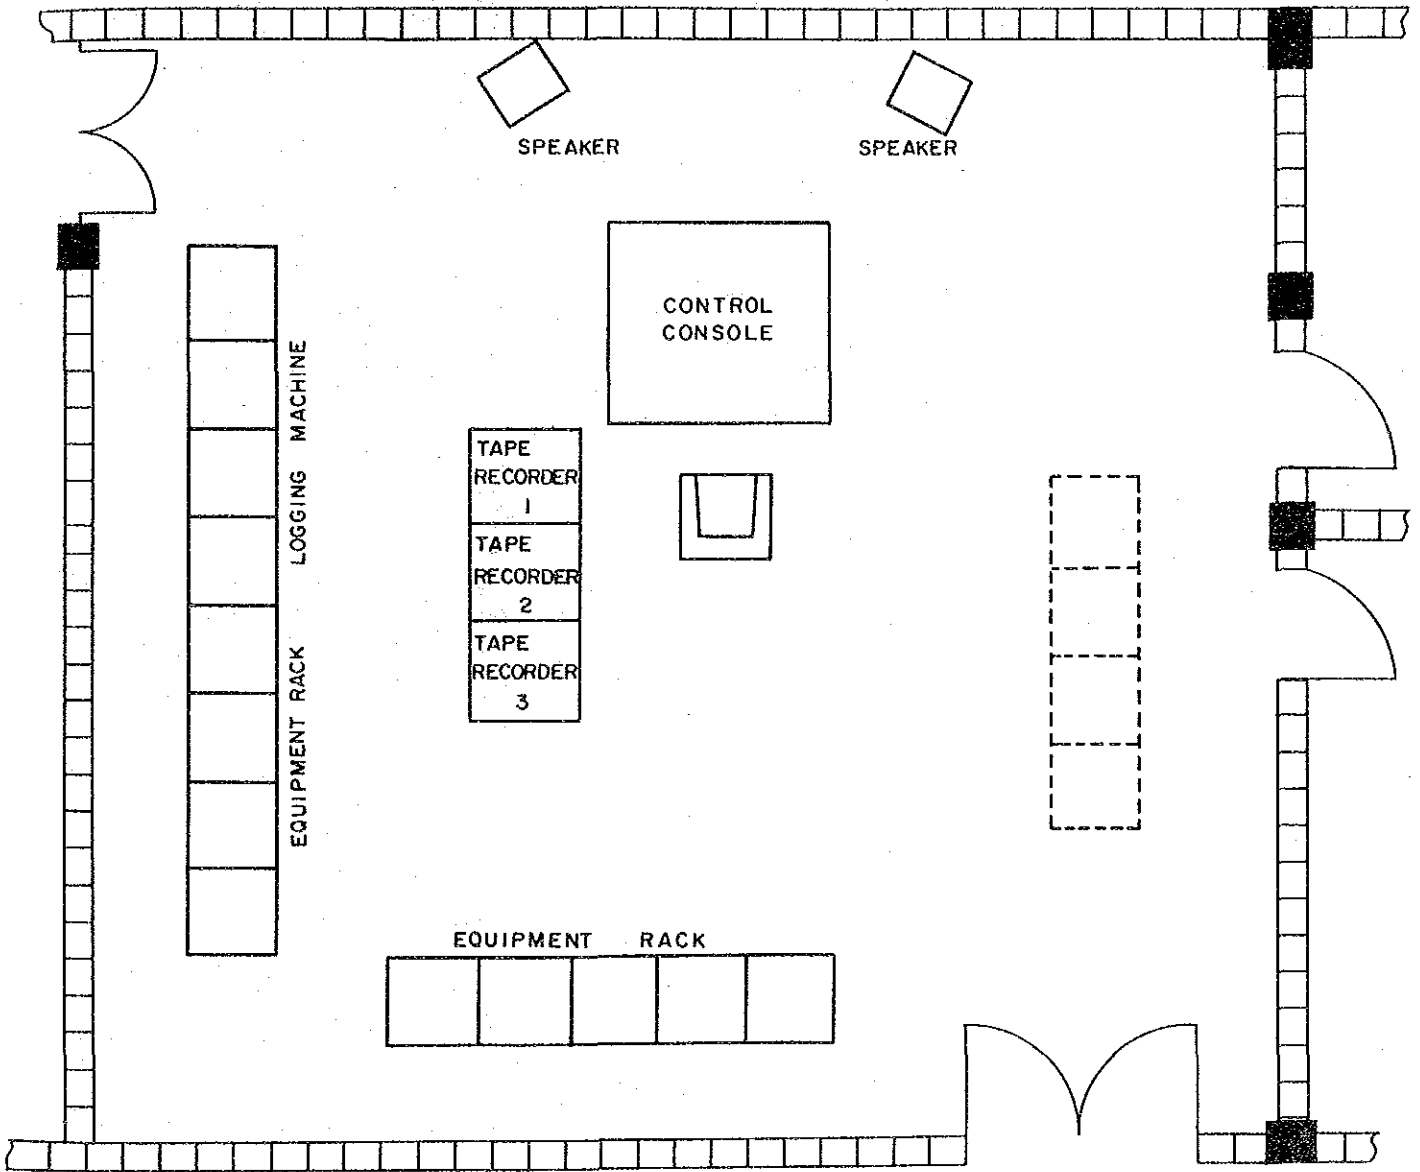 SPEAKER
SPEAKER
CONTROL
CONSOLE
LOGGING MACHINE
TAPE
RECORDER
1
TAPE
RECORDER
2
TAPE
RECORDER
3
EQUIPMENT RACK
EQUIPMENT RACK